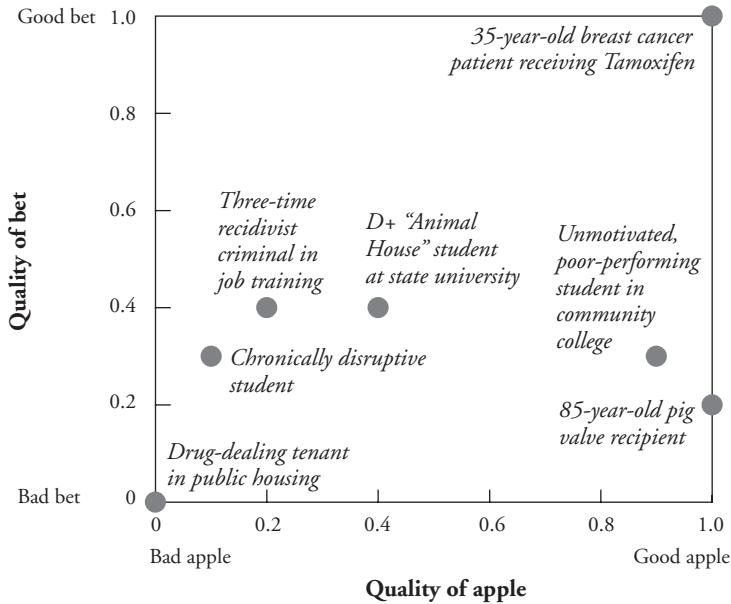 Good bet
1.0
35-year-old breast cancer
patient receiving Tamoxifen
0.8
Three-time
recidivist
criminal in
job training
D+ “Animal
House” student
at state university
Unmotivated,
poor-performing
student in
community
college
0.6
Quality of bet
0.4
Chronically disruptive
student
0.2
85-year-old pig
valve recipient
Drug-dealing tenant
in public housing
Bad bet
0
0
0.2
0.4
0.6
0.8
1.0
Bad apple
Good apple
Quality of apple